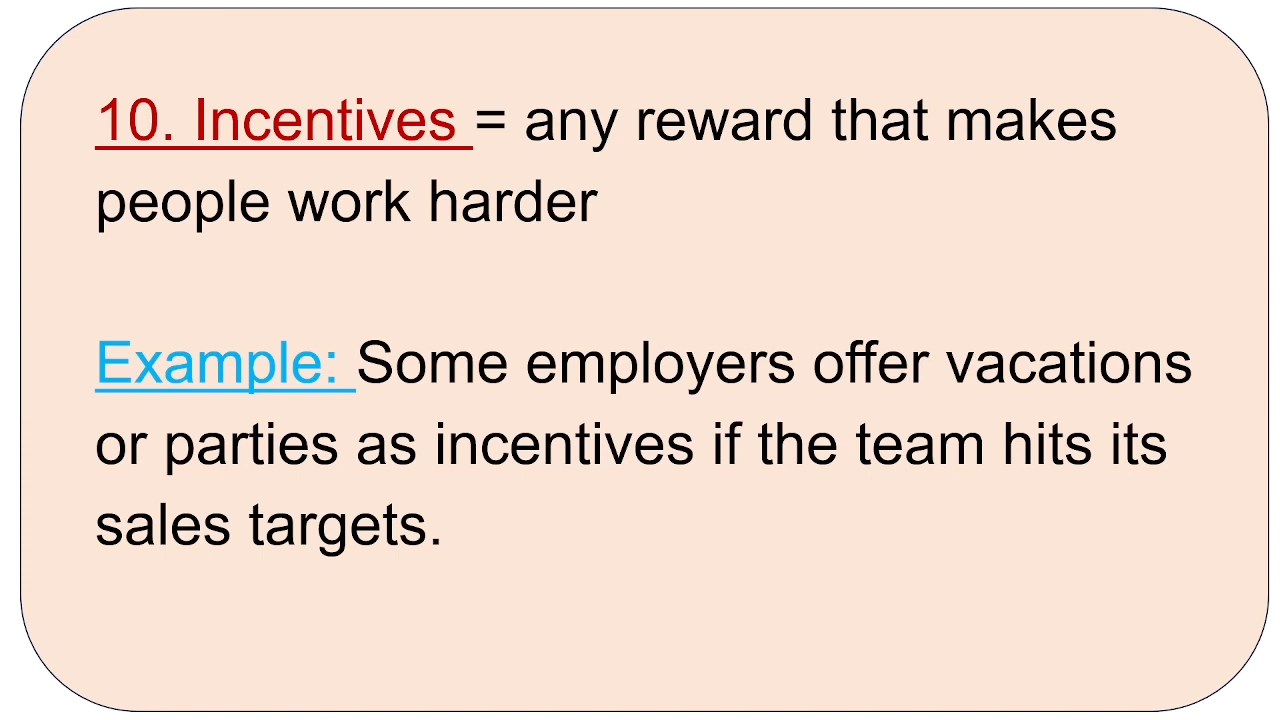 10. Incentives = any reward that makes
people work harder
Example: Some employers offer vacations
or parties as incentives if the team hits its
sales targets.